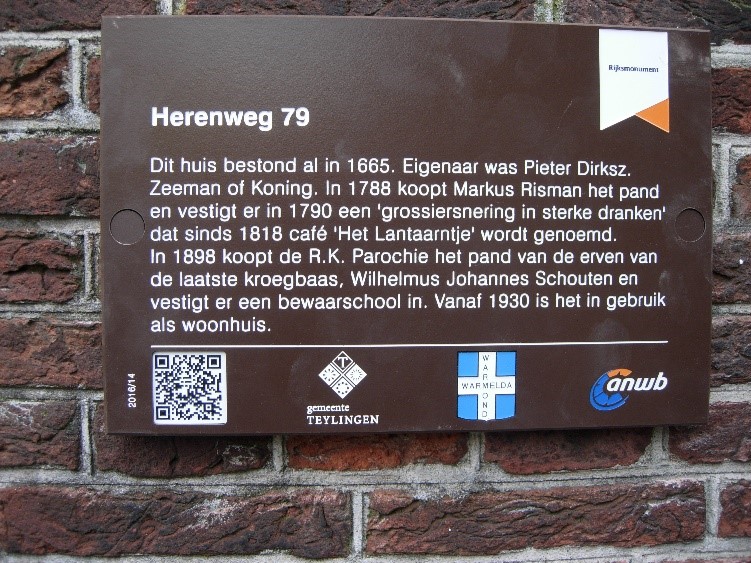 Rijksmonument
Herenweg 79
Dit huis bestond al in 1665. Eigenaar was Pieter Dirksz.
Zeeman of Koning. In 1788 koopt Markus Risman het pand
en vestigt er in 1790 een 'grossiersnering in sterke dranken'
dat sinds 1818 café 'Het Lantaarntje' wordt genoemd.
In 1898 koopt de R.K. Parochie het pand van de erven van
de laatste kroegbaas, Wilhelmus Johannes Schouten en
vestigt er een bewaarschool in. Vanaf 1930 is het in gebruik
als woonhuis.
2016/14
gemeente
TEYLINGEN
WARMELDA
WARMOND
anwb